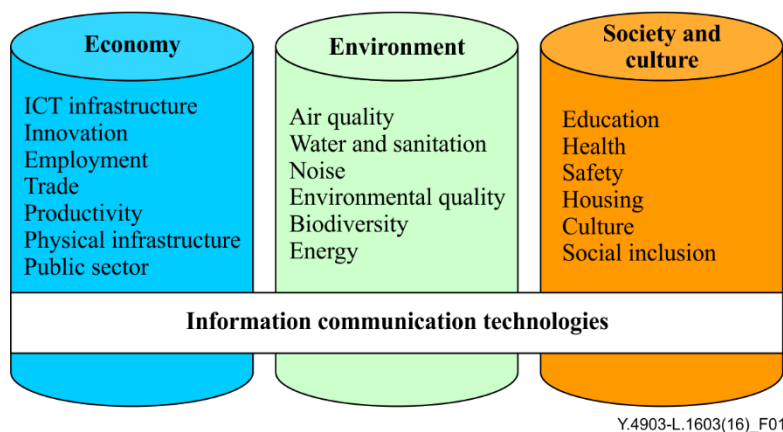 Economy
ICT infrastructure
Innovation
Employment
Trade
Productivity
Physical infrastructure
Public sector
Environment
Air quality
Water and sanitation
Noise
Environmental quality
Biodiversity
Energy
Society and
culture
Education
Health
Safety
Housing
Culture
Social inclusion
Information communication technologies
Y.4903-L.1603(16)_F01